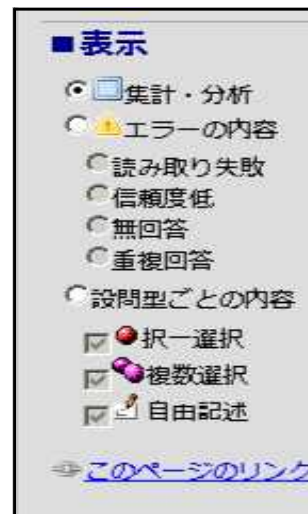 ■表示
集計・分析
エラーの内容
読み取り失敗
信頼度低
無回答
重複回答
設問型ごとの内容
択一選択
複数選択
自由記述
このページのリンク